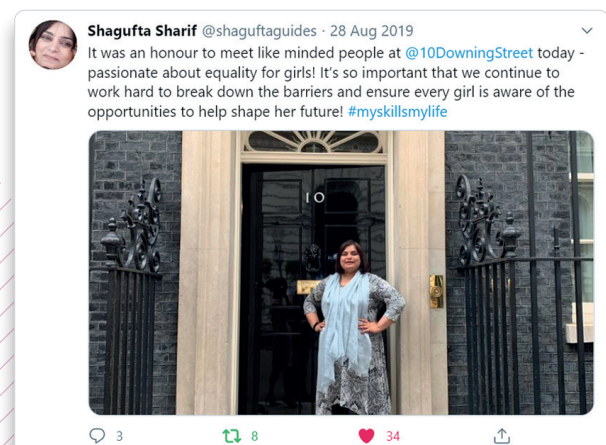 Shagufta Sharif @shaguftaguides · 28 Aug 2019
It was an honour to meet like minded people at @10DowningStreet today -
passionate about equality for girls! It's so important that we continue to
work hard to break down the barriers and ensure every girl is aware of the
opportunities to help shape her future! #myskillsmylife
10
3 8 34